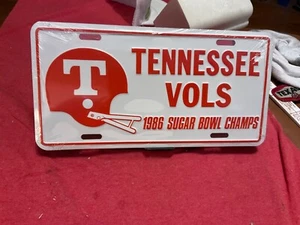 T
TENNESSEE
VOLS
1986 SUGAR BOWL CHAMPS